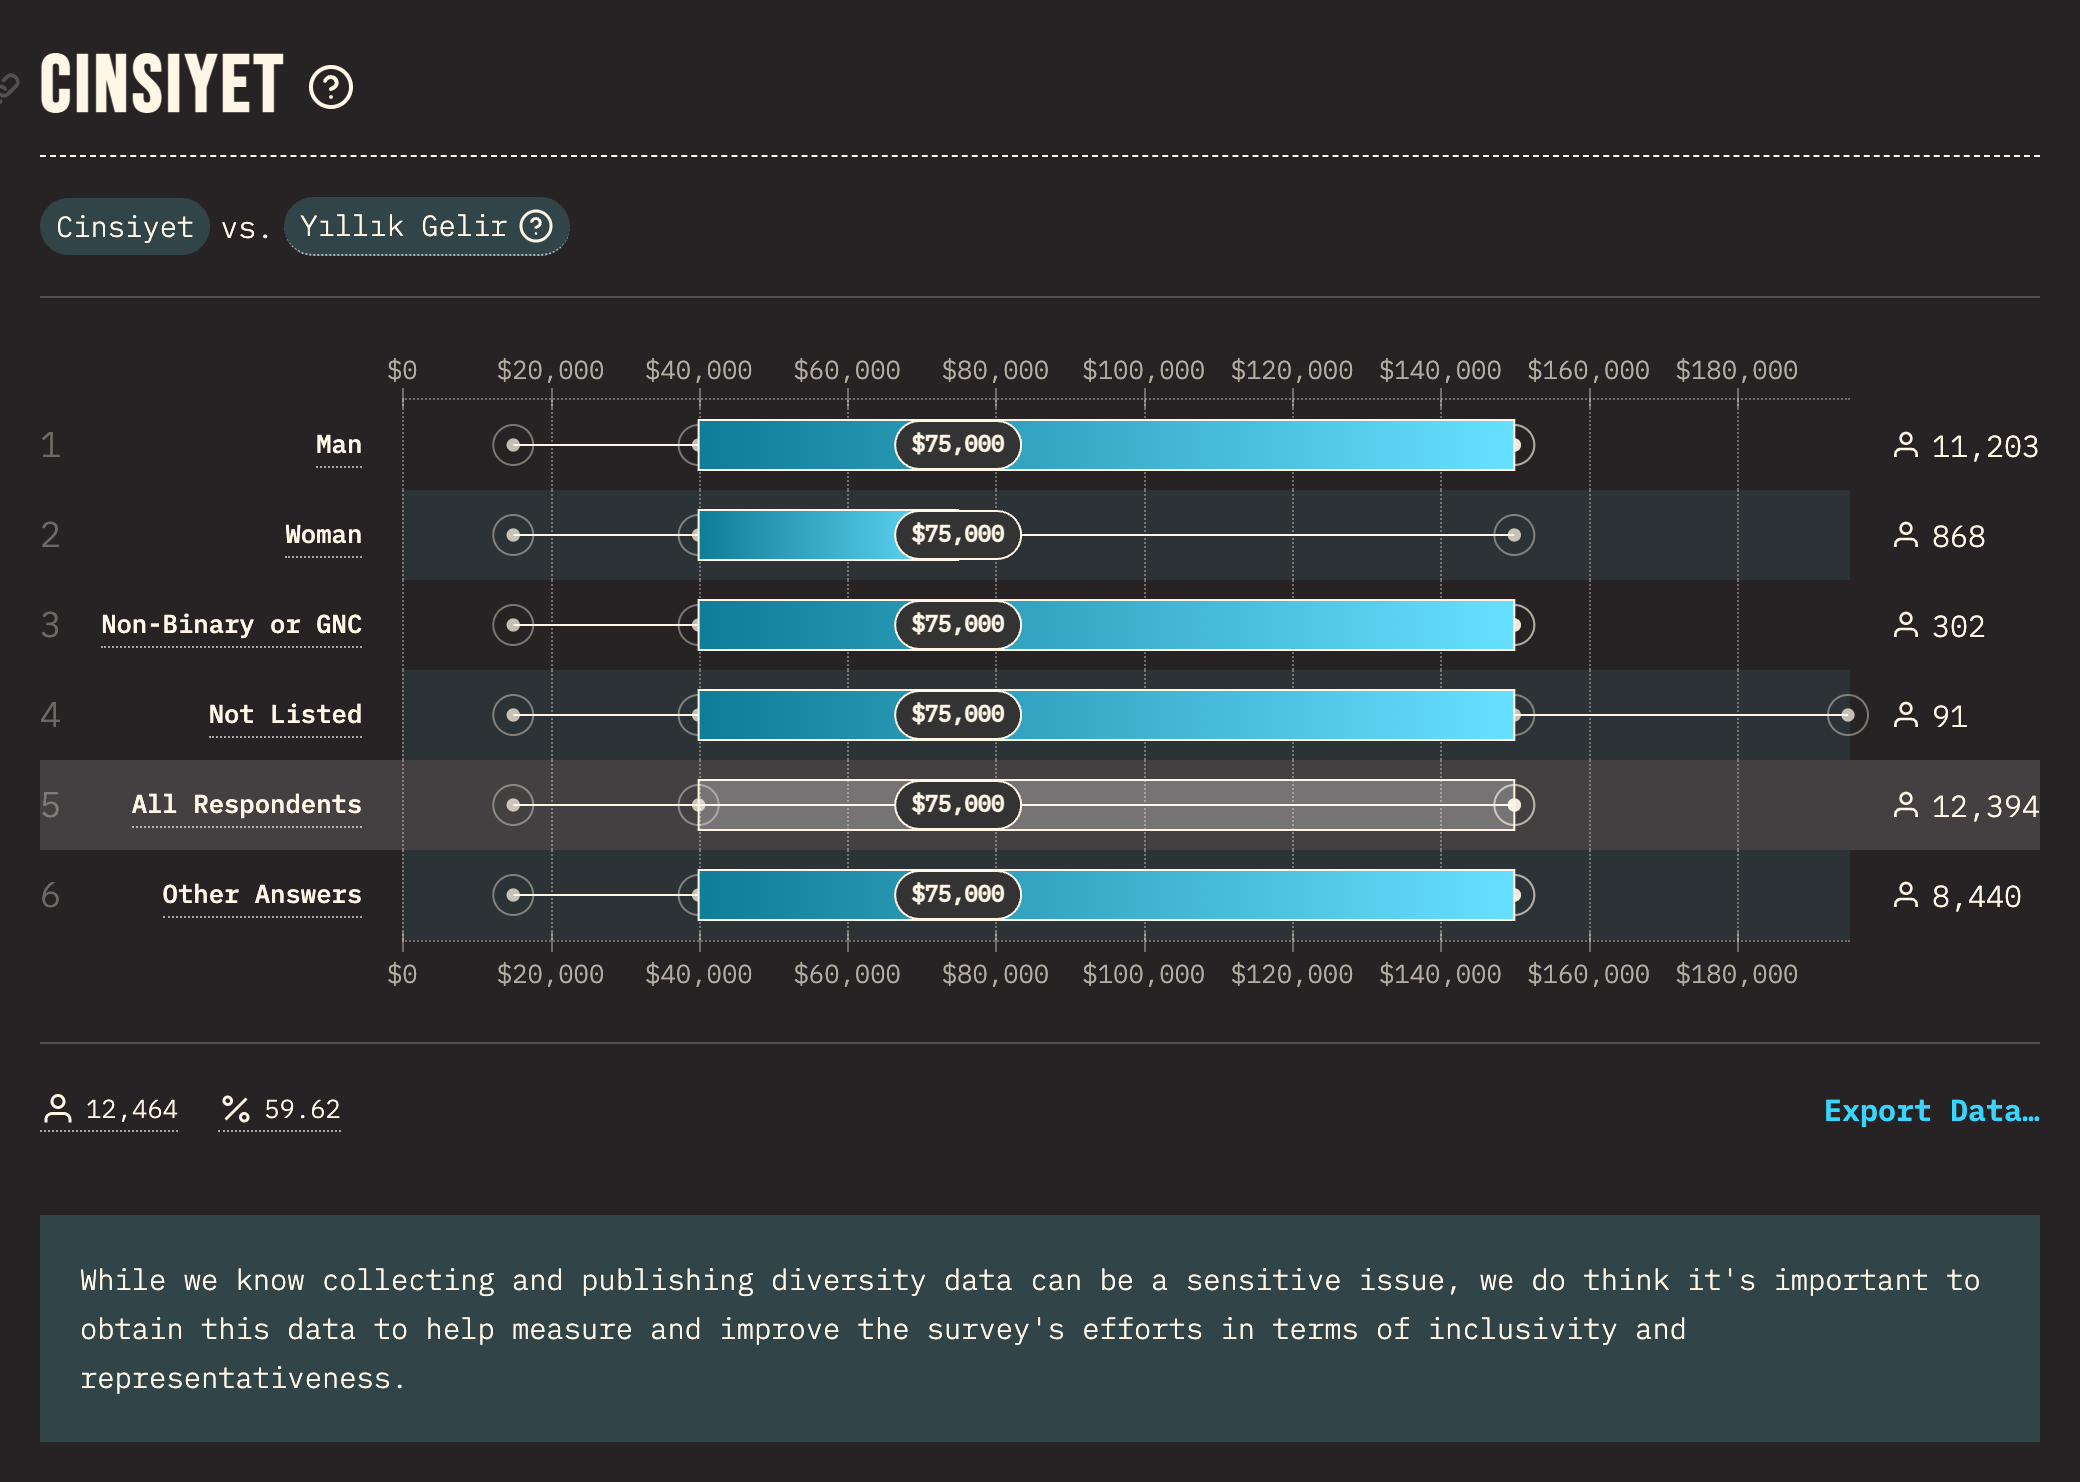 CINSIYET
Cinsiyet vs. Yıllık Gelir
$0 $20,000 $40,000 $60,000 $80,000 $100,000 $120,000 $140,000 $160,000 $180,000
1 Man $75,000 11,203
2 Woman $75,000 868
3 Non-Binary or GNC $75,000 302
4 Not Listed $75,000 91
5 All Respondents $75,000 12,394
6 Other Answers $75,000 8,440
$0 $20,000 $40,000 $60,000 $80,000 $100,000 $120,000 $140,000 $160,000 $180,000
12,464 % 59.62 Export Data…
While we know collecting and publishing diversity data can be a sensitive issue, we do think it's important to
obtain this data to help measure and improve the survey's efforts in terms of inclusivity and
representativeness.